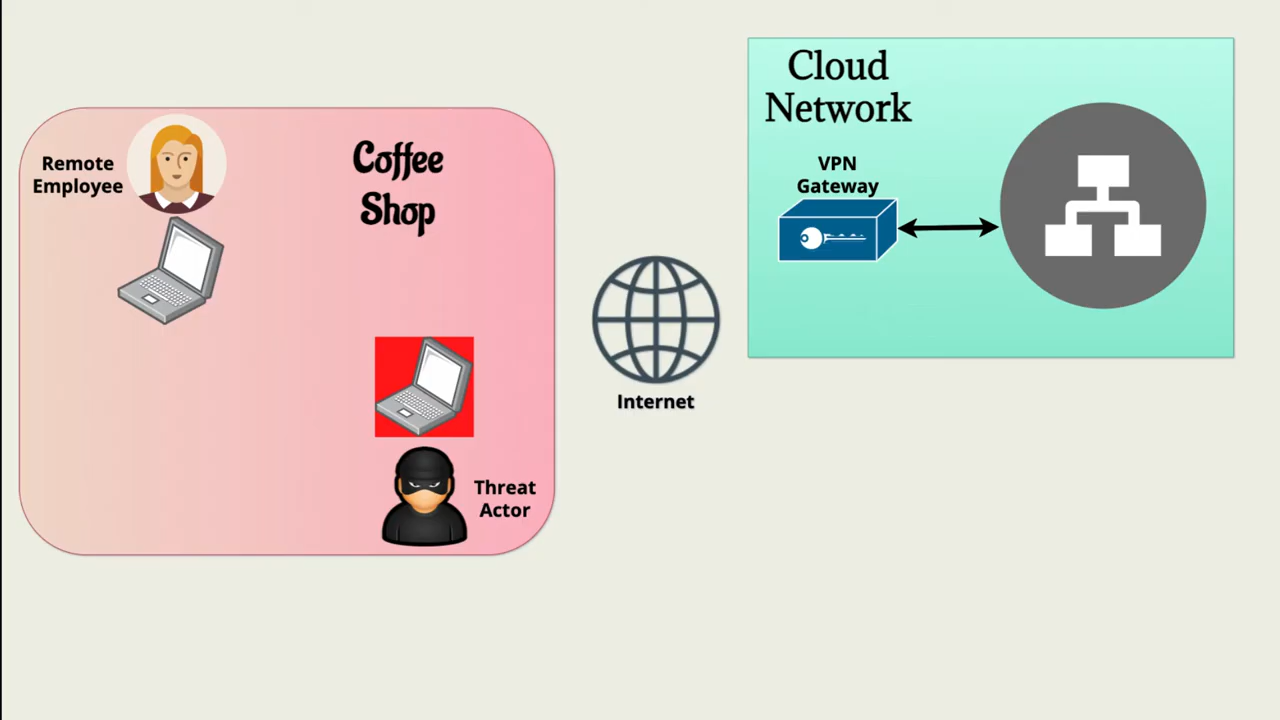 Cloud
Network
Remote
Employee
Coffee
Shop
VPN
Gateway
Internet
Threat
Actor